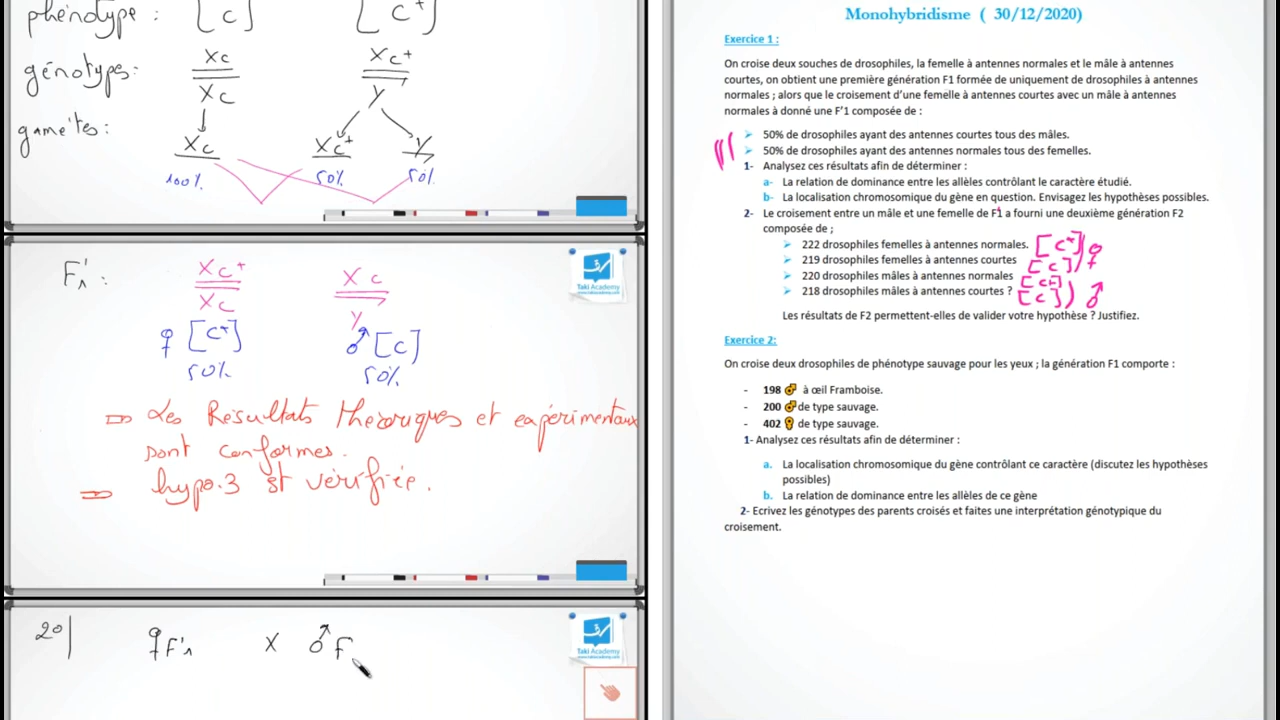 phénotype : [c] [c+]
génotypes: Xc Xc+
Xc Y
gamétes: Xc Xc+ Y
100% 50% 50%
Taki Academy
www.takiacademy.com
F'1 : Xc+ Xc
Xc Y
♀ [c+] ♂ [c]
50% 50%
⇒ Les Résultats théoriques et expérimentaux
sont conformes.
⇒ hypo.3 est vérifiée.
2°) ♀F'1 X ♂ F
Taki Academy
www.takiacademy.com
Monohybridisme ( 30/12/2020)
Exercice 1 :
On croise deux souches de drosophiles, la femelle à antennes normales et le mâle à antennes
courtes, on obtient une première génération F1 formée de uniquement de drosophiles à antennes
normales ; alors que le croisement d'une femelle à antennes courtes avec un mâle à antennes
normales à donné une F'1 composée de :
➢ 50% de drosophiles ayant des antennes courtes tous des mâles.
➢ 50% de drosophiles ayant des antennes normales tous des femelles.
1- Analysez ces résultats afin de déterminer :
a- La relation de dominance entre les allèles contrôlant le caractère étudié.
b- La localisation chromosomique du gène en question. Envisagez les hypothèses possibles.
2- Le croisement entre un mâle et une femelle de F'1 a fourni une deuxième génération F2
composée de ;
➢ 222 drosophiles femelles à antennes normales. [c+] ♀
➢ 219 drosophiles femelles à antennes courtes [c]
➢ 220 drosophiles mâles à antennes normales [c+]
➢ 218 drosophiles mâles à antennes courtes ? [c] ♂
Les résultats de F2 permettent-elles de valider votre hypothèse ? Justifiez.
Exercice 2:
On croise deux drosophiles de phénotype sauvage pour les yeux ; la génération F1 comporte :
- 198 ♂ à œil Framboise.
- 200 ♂ de type sauvage.
- 402 ♀ de type sauvage.
1- Analysez ces résultats afin de déterminer :
a. La localisation chromosomique du gène contrôlant ce caractère (discutez les hypothèses
possibles)
b. La relation de dominance entre les allèles de ce gène
2- Ecrivez les génotypes des parents croisés et faites une interprétation génotypique du
croisement.